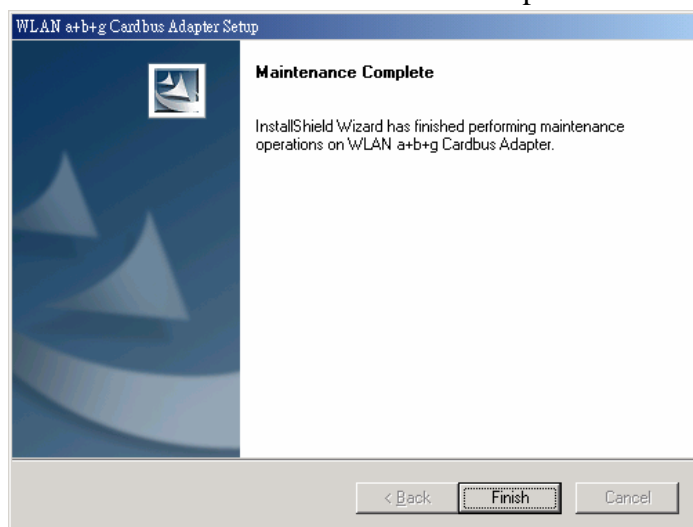 WLAN a+b+g Cardbus Adapter Setup
Maintenance Complete
InstallShield Wizard has finished performing maintenance
operations on WLAN a+b+g Cardbus Adapter.
< Back
Finish
Cancel